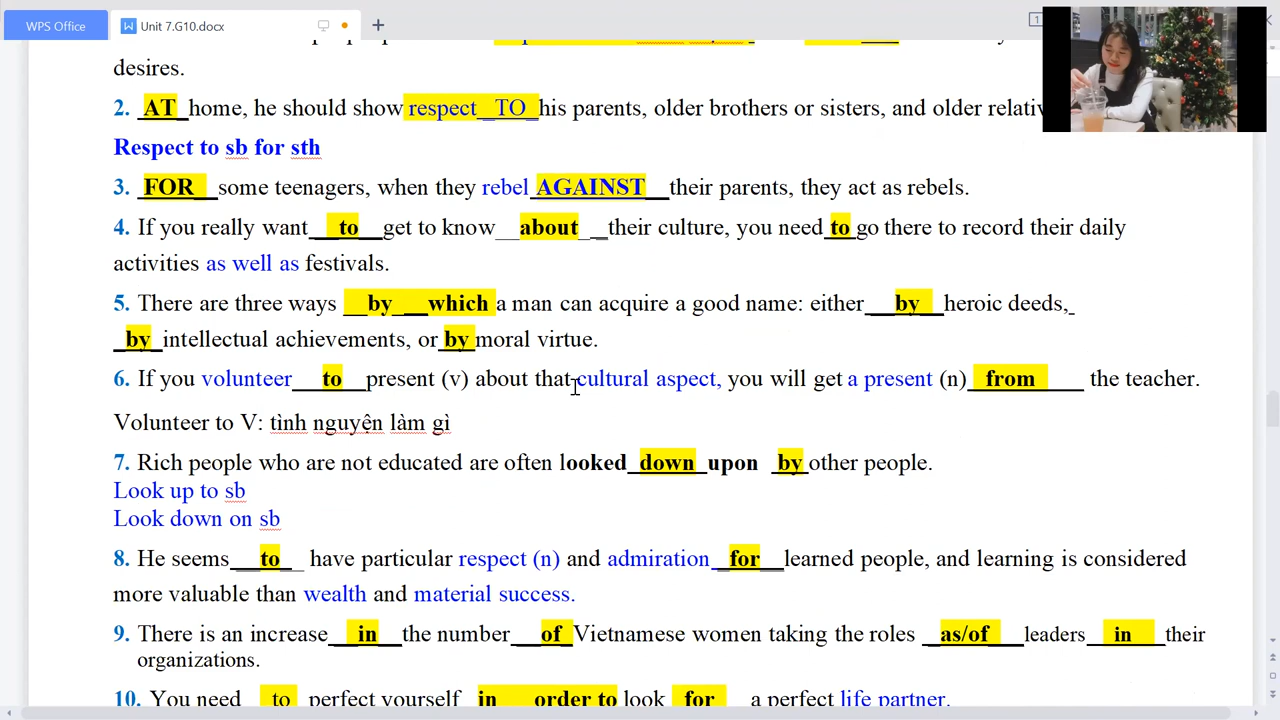 WPS Office
Unit 7.G10.docx
desires.
2. AT home, he should show respect TO his parents, older brothers or sisters, and older
Respect to sb for sth
3. FOR some teenagers, when they rebel AGAINST their parents, they act as rebels.
4. If you really want to get to know about their culture, you need to go there to record their daily
activities as well as festivals.
5. There are three ways by which a man can acquire a good name: either by heroic deeds,
by intellectual achievements, or by moral virtue.
6. If you volunteer to present (v) about that cultural aspect, you will get a present (n) from the teacher.
Volunteer to V: tình nguyện làm gì
7. Rich people who are not educated are often looked down upon by other people.
Look up to sb
Look down on sb
8. He seems to have particular respect (n) and admiration for learned people, and learning is considered
more valuable than wealth and material success.
9. There is an increase in the number of Vietnamese women taking the roles as/of leaders in their
organizations.
10. You need to perfect yourself in order to look for a perfect life partner.